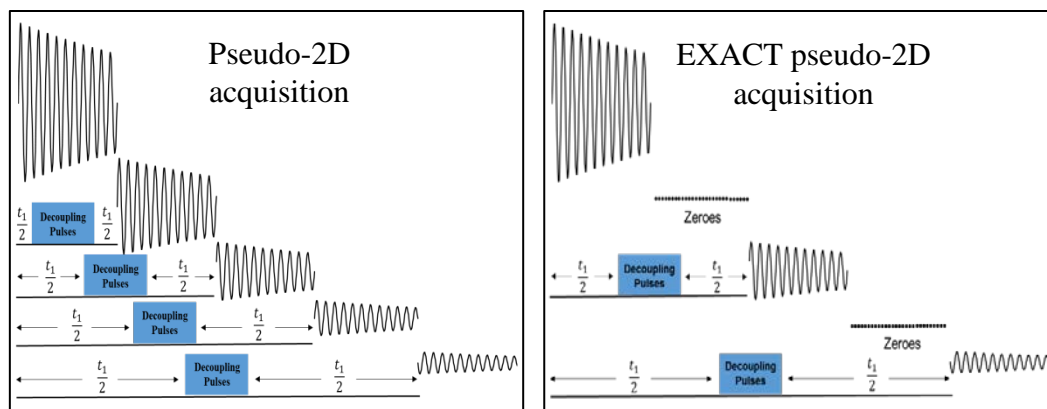 Pseudo-2D
acquisition
t₁/2 Decoupling Pulses t₁/2
t₁/2 Decoupling Pulses t₁/2
t₁/2 Decoupling Pulses t₁/2
t₁/2 Decoupling Pulses t₁/2
EXACT pseudo-2D
acquisition
Zeroes
t₁/2 Decoupling Pulses t₁/2
Zeroes
t₁/2 Decoupling Pulses t₁/2